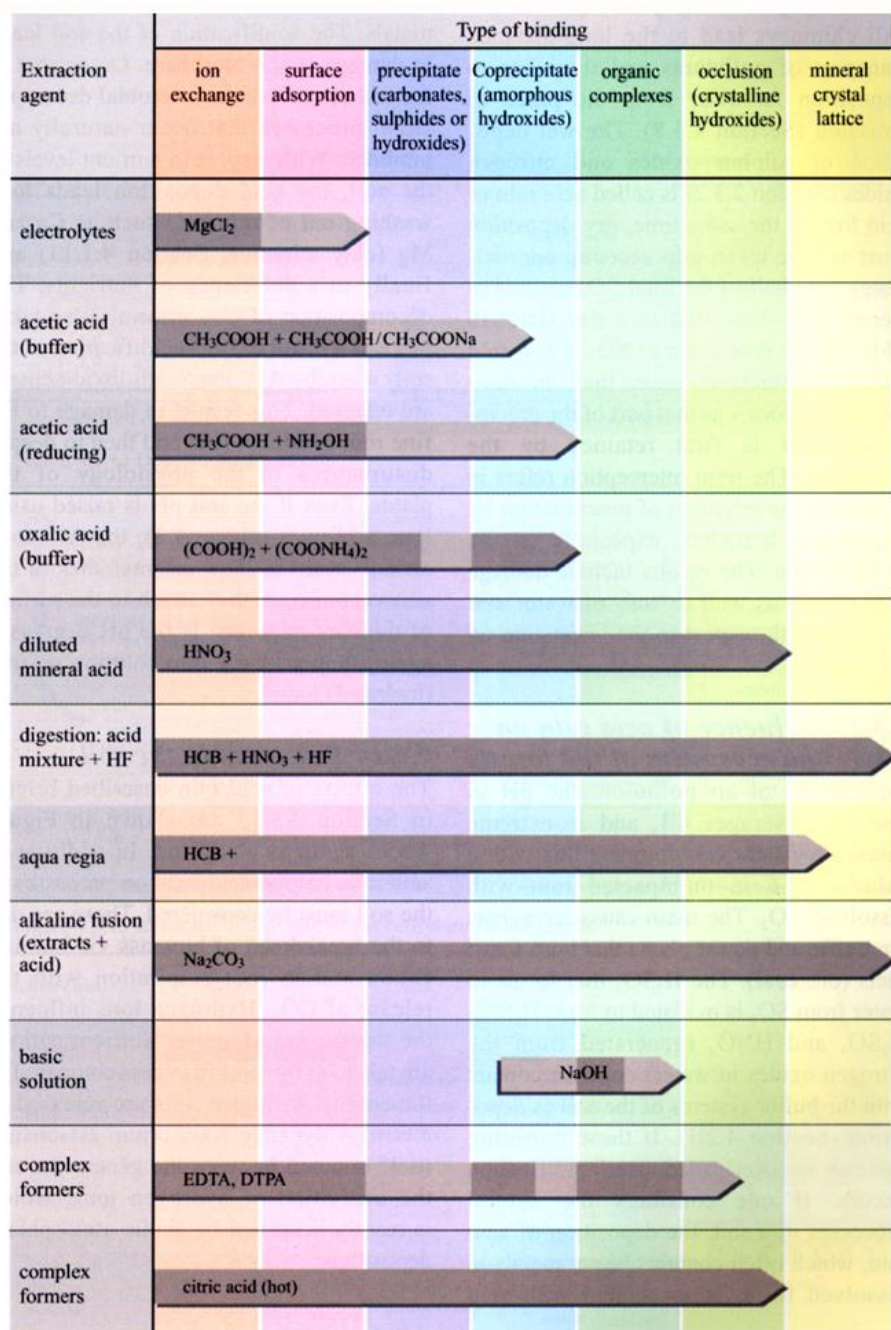 Type of binding
Extraction
agent
ion
exchange
surface
adsorption
precipitate
(carbonates,
sulphides or
hydroxides)
Coprecipitate
(amorphous
hydroxides)
organic
complexes
occlusion
(crystalline
hydroxides)
mineral
crystal
lattice
electrolytes
MgCl2
acetic acid
(buffer)
CH3COOH + CH3COOH/CH3COONa
acetic acid
(reducing)
CH3COOH + NH2OH
oxalic acid
(buffer)
(COOH)2 + (COONH4)2
diluted
mineral acid
HNO3
digestion: acid
mixture + HF
HCB + HNO3 + HF
aqua regia
HCB +
alkaline fusion
(extracts +
acid)
Na2CO3
basic
solution
NaOH
complex
formers
EDTA, DTPA
complex
formers
citric acid (hot)